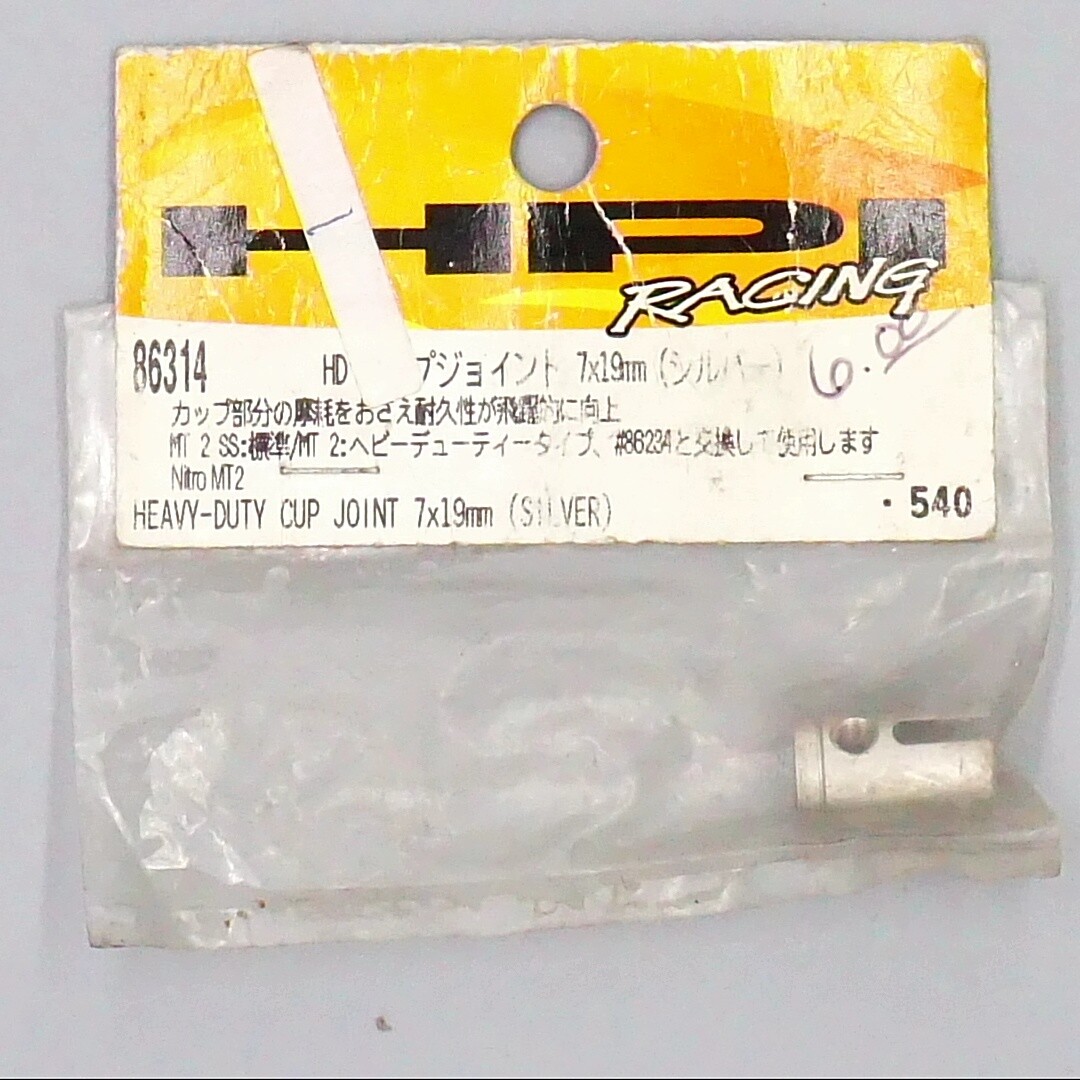 HPI
RACING
6.00
86314 HD プジョイント 7x19mm (シルバー)
カップ部分の摩耗をおさえ耐久性が飛躍的に向上
MT 2 SS:標準/MT 2:ヘビーデューティータイプ、#86234と交換して使用します
Nitro MT2
HEAVY-DUTY CUP JOINT 7x19mm (SILVER)
・540